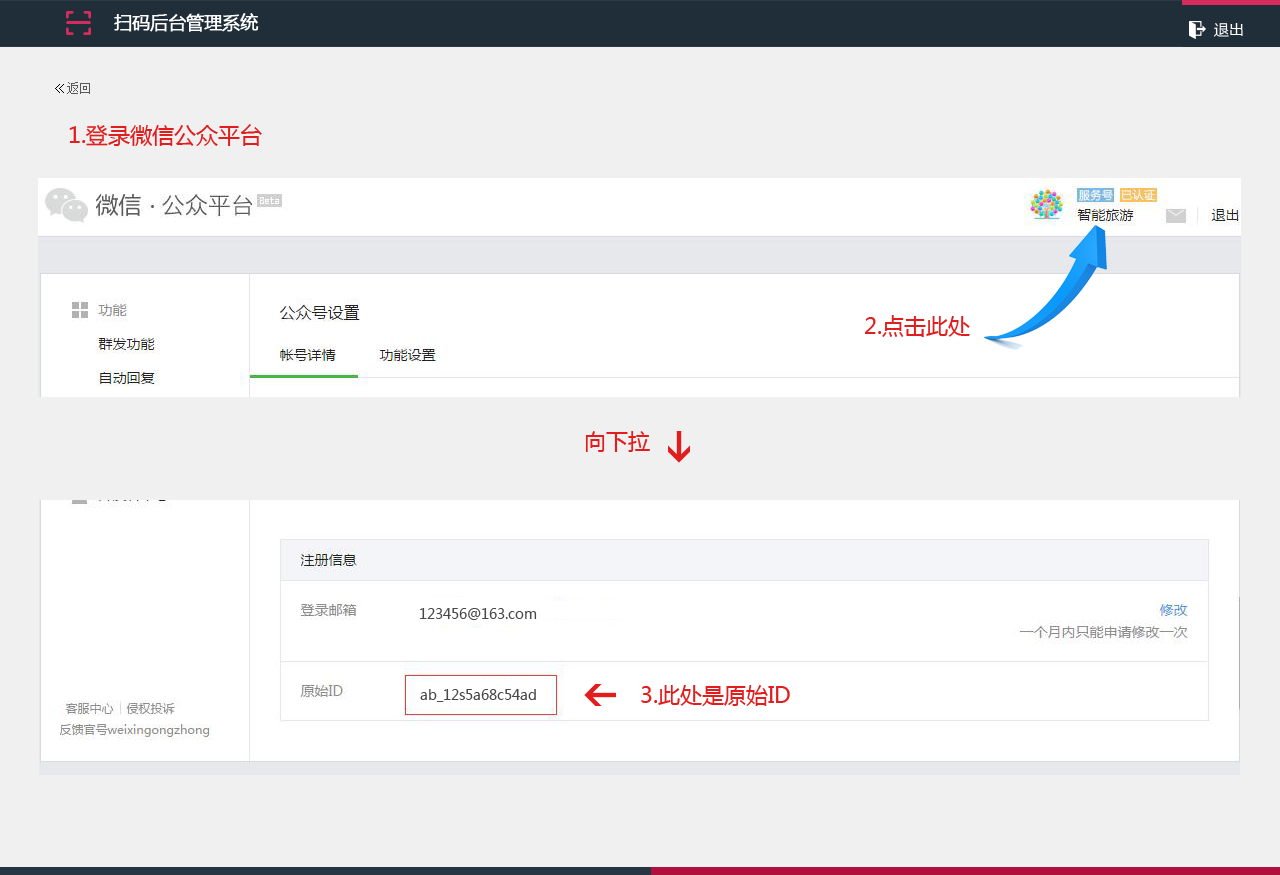 扫码后台管理系统
退出
«返回
1.登录微信公众平台
微信 · 公众平台 Beta
服务号 已认证
智能旅游
退出
功能
群发功能
自动回复
公众号设置
帐号详情 功能设置
2.点击此处
向下拉
注册信息
登录邮箱 123456@163.com 修改
一个月内只能申请修改一次
原始ID ab_12s5a68c54ad
3.此处是原始ID
客服中心 侵权投诉
反馈官号weixingongzhong